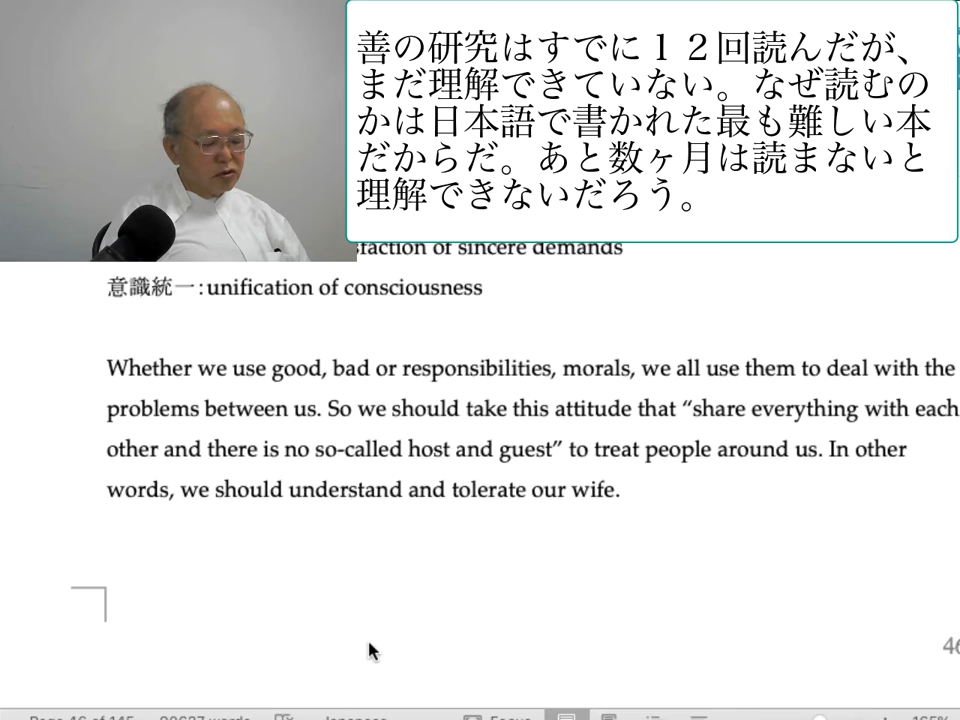 善の研究はすでに１２回読んだが、
まだ理解できていない。なぜ読むの
かは日本語で書かれた最も難しい本
だからだ。あと数ヶ月は読まないと
理解できないだろう。
of sincere demands
意識統一:unification of consciousness
Whether we use good, bad or responsibilities, morals, we all use them to deal with the
problems between us. So we should take this attitude that “share everything with each
other and there is no so-called host and guest” to treat people around us. In other
words, we should understand and tolerate our wife.